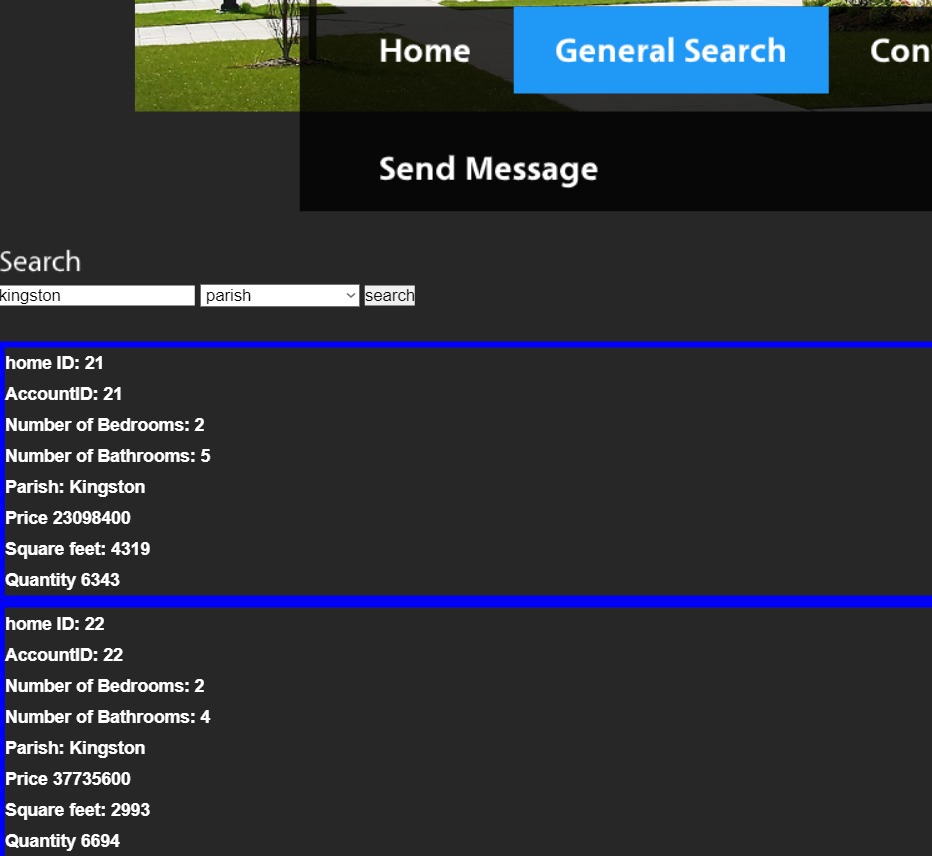 Home General Search
Send Message
Search
kingston parish search
home ID: 21
AccountID: 21
Number of Bedrooms: 2
Number of Bathrooms: 5
Parish: Kingston
Price 23098400
Square feet: 4319
Quantity 6343
home ID: 22
AccountID: 22
Number of Bedrooms: 2
Number of Bathrooms: 4
Parish: Kingston
Price 37735600
Square feet: 2993
Quantity 6694